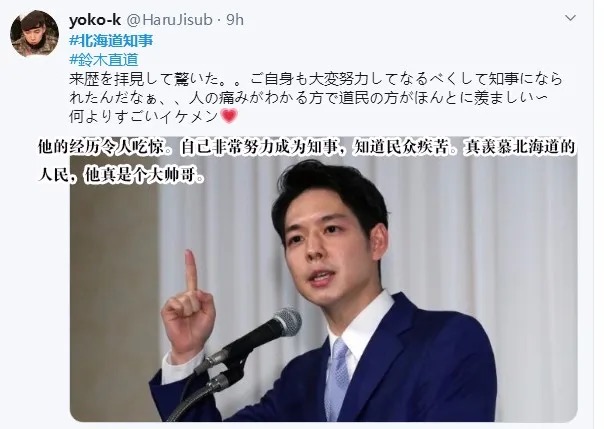 yoko-k @HaruJisub · 9h
#北海道知事
#鈴木直道
来歴を拝見して驚いた。。ご自身も大変努力してなるべくして知事になら
れたんだなぁ、、人の痛みがわかる方で道民の方がほんとに羨ましい〜
何よりすごいイケメン
他的经历令人吃惊。自己非常努力成为知事，知道民众疾苦。真羡慕北海道的
人民，他真是个大帅哥。